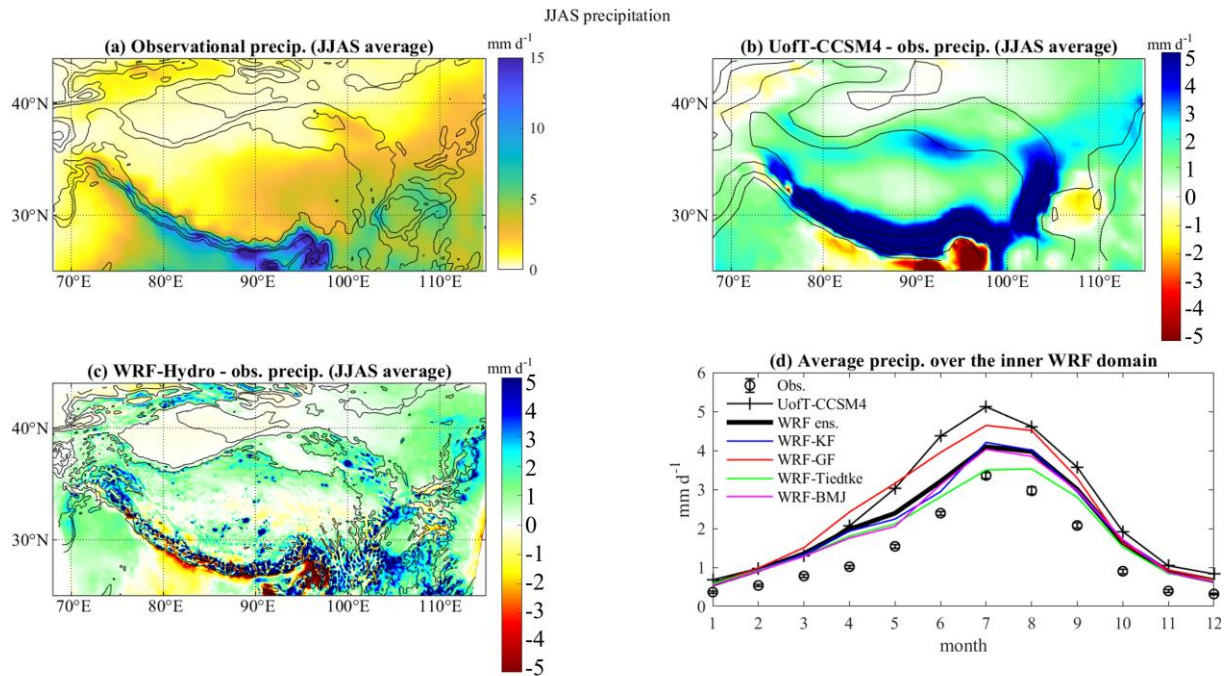 JJAS precipitation
(a) Observational precip. (JJAS average)
mm d⁻¹
15
10
5
0
40°N
30°N
70°E 80°E 90°E 100°E 110°E
(b) UofT-CCSM4 - obs. precip. (JJAS average)
mm d⁻¹
5
4
3
2
1
0
-1
-2
-3
-4
-5
40°N
30°N
70°E 80°E 90°E 100°E 110°E
(c) WRF-Hydro - obs. precip. (JJAS average)
mm d⁻¹
5
4
3
2
1
0
-1
-2
-3
-4
-5
40°N
30°N
70°E 80°E 90°E 100°E 110°E
(d) Average precip. over the inner WRF domain
6
5
4
3
2
1
0
mm d⁻¹
Obs.
UofT-CCSM4
WRF ens.
WRF-KF
WRF-GF
WRF-Tiedtke
WRF-BMJ
1 2 3 4 5 6 7 8 9 10 11 12
month